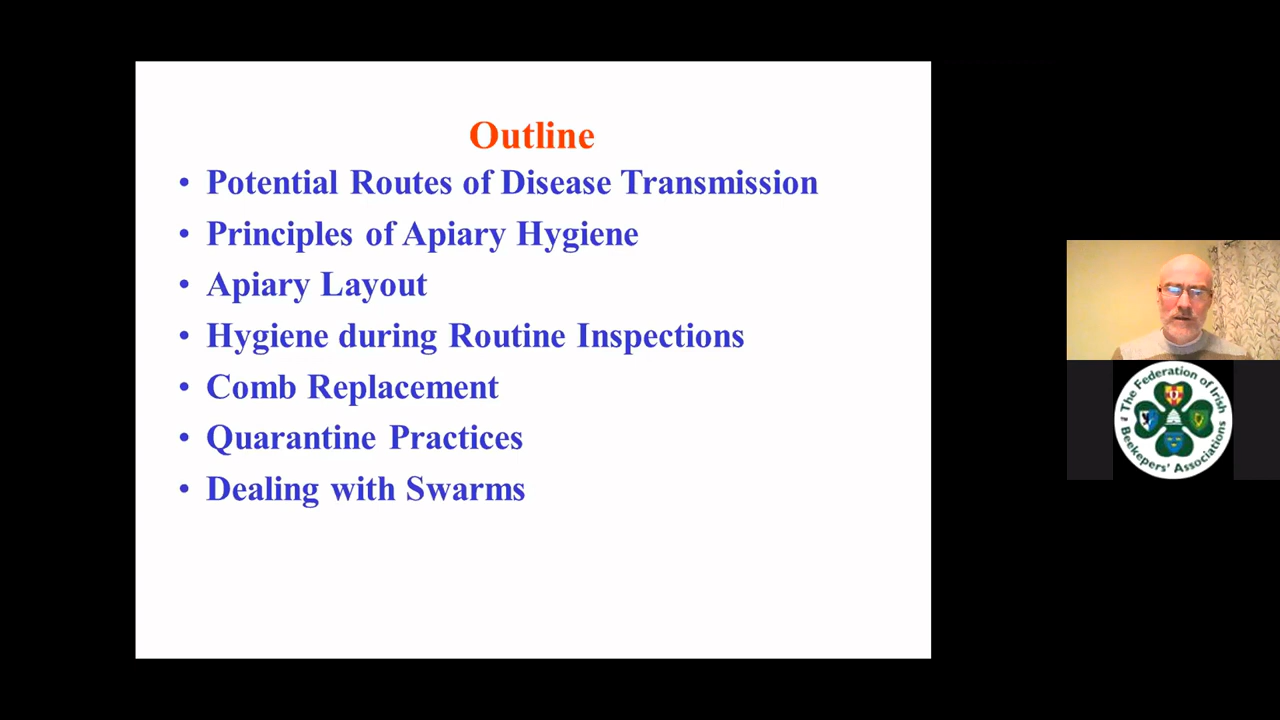 Outline
• Potential Routes of Disease Transmission
• Principles of Apiary Hygiene
• Apiary Layout
• Hygiene during Routine Inspections
• Comb Replacement
• Quarantine Practices
• Dealing with Swarms
The Federation of Irish
Beekepers' Associations